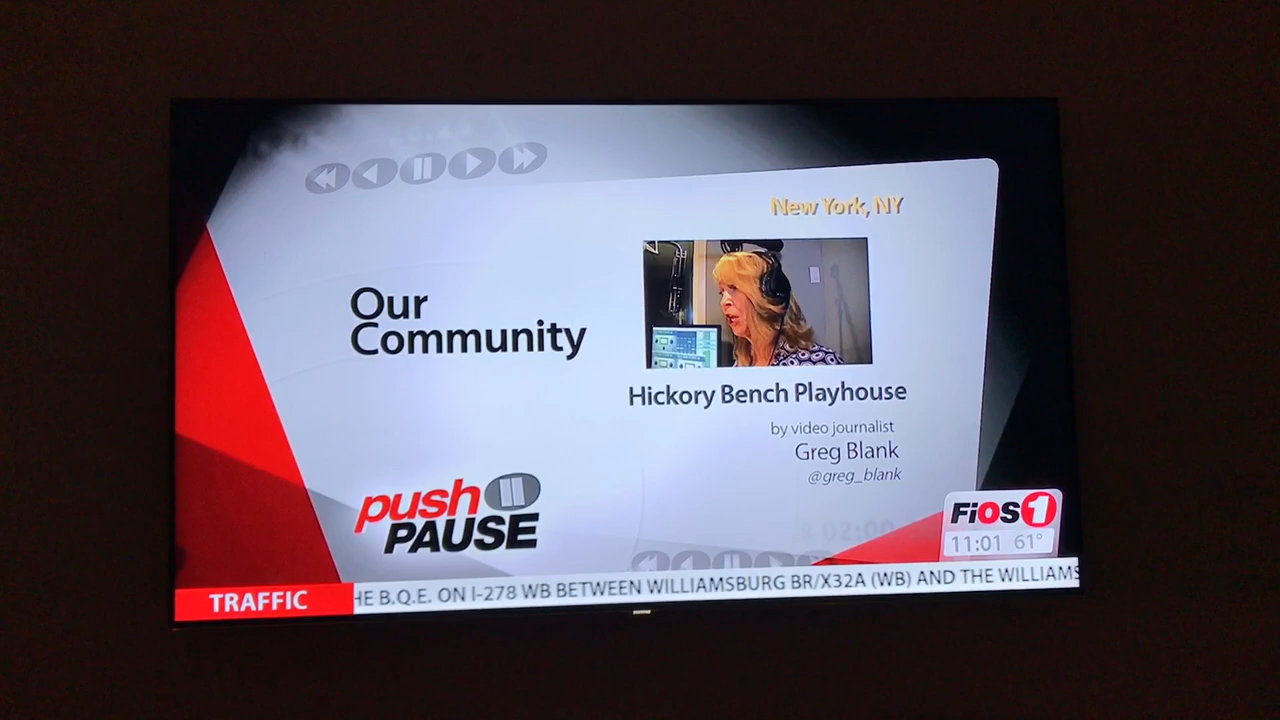 New York, NY
Our
Community
Hickory Bench Playhouse
by video journalist
Greg Blank
@greg_blank
push
PAUSE
FiOS1
11:01 61°
TRAFFIC HE B.Q.E. ON I-278 WB BETWEEN WILLIAMSBURG BR/X32A (WB) AND THE WILLIAMS